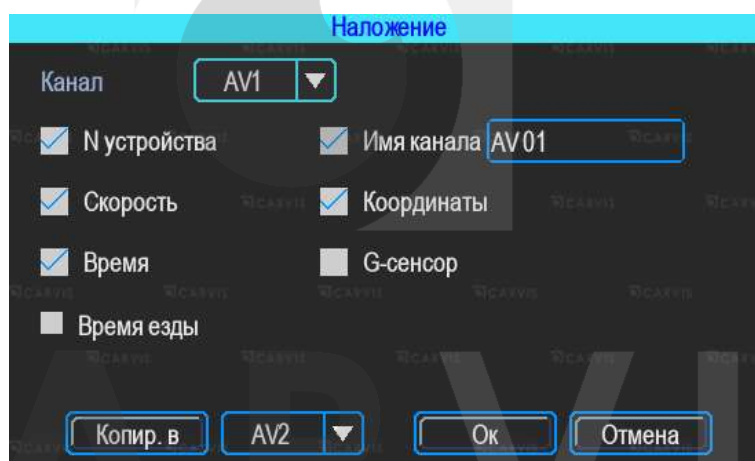 Наложение
Канал AV1
N устройства Имя канала AV 01
Скорость Координаты
Время G-сенсор
Время езды
Копир. в AV2 Ок Отмена